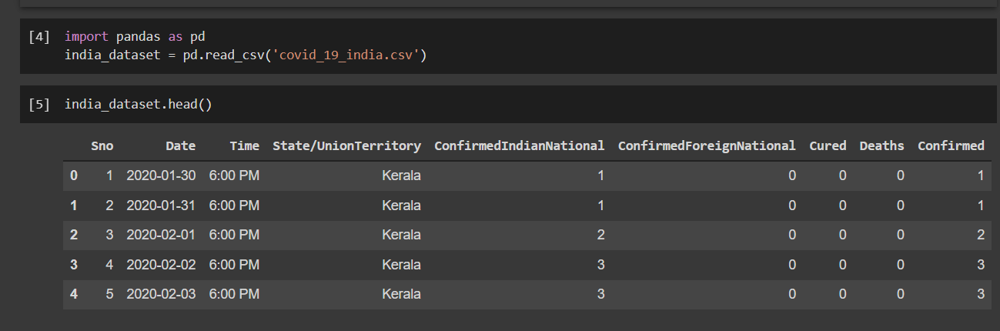 [4] import pandas as pd
india_dataset = pd.read_csv('covid_19_india.csv')
[5] india_dataset.head()
Sno Date Time State/UnionTerritory ConfirmedIndianNational ConfirmedForeignNational Cured Deaths Confirmed
0 1 2020-01-30 6:00 PM Kerala 1 0 0 0 1
1 2 2020-01-31 6:00 PM Kerala 1 0 0 0 1
2 3 2020-02-01 6:00 PM Kerala 2 0 0 0 2
3 4 2020-02-02 6:00 PM Kerala 3 0 0 0 3
4 5 2020-02-03 6:00 PM Kerala 3 0 0 0 3